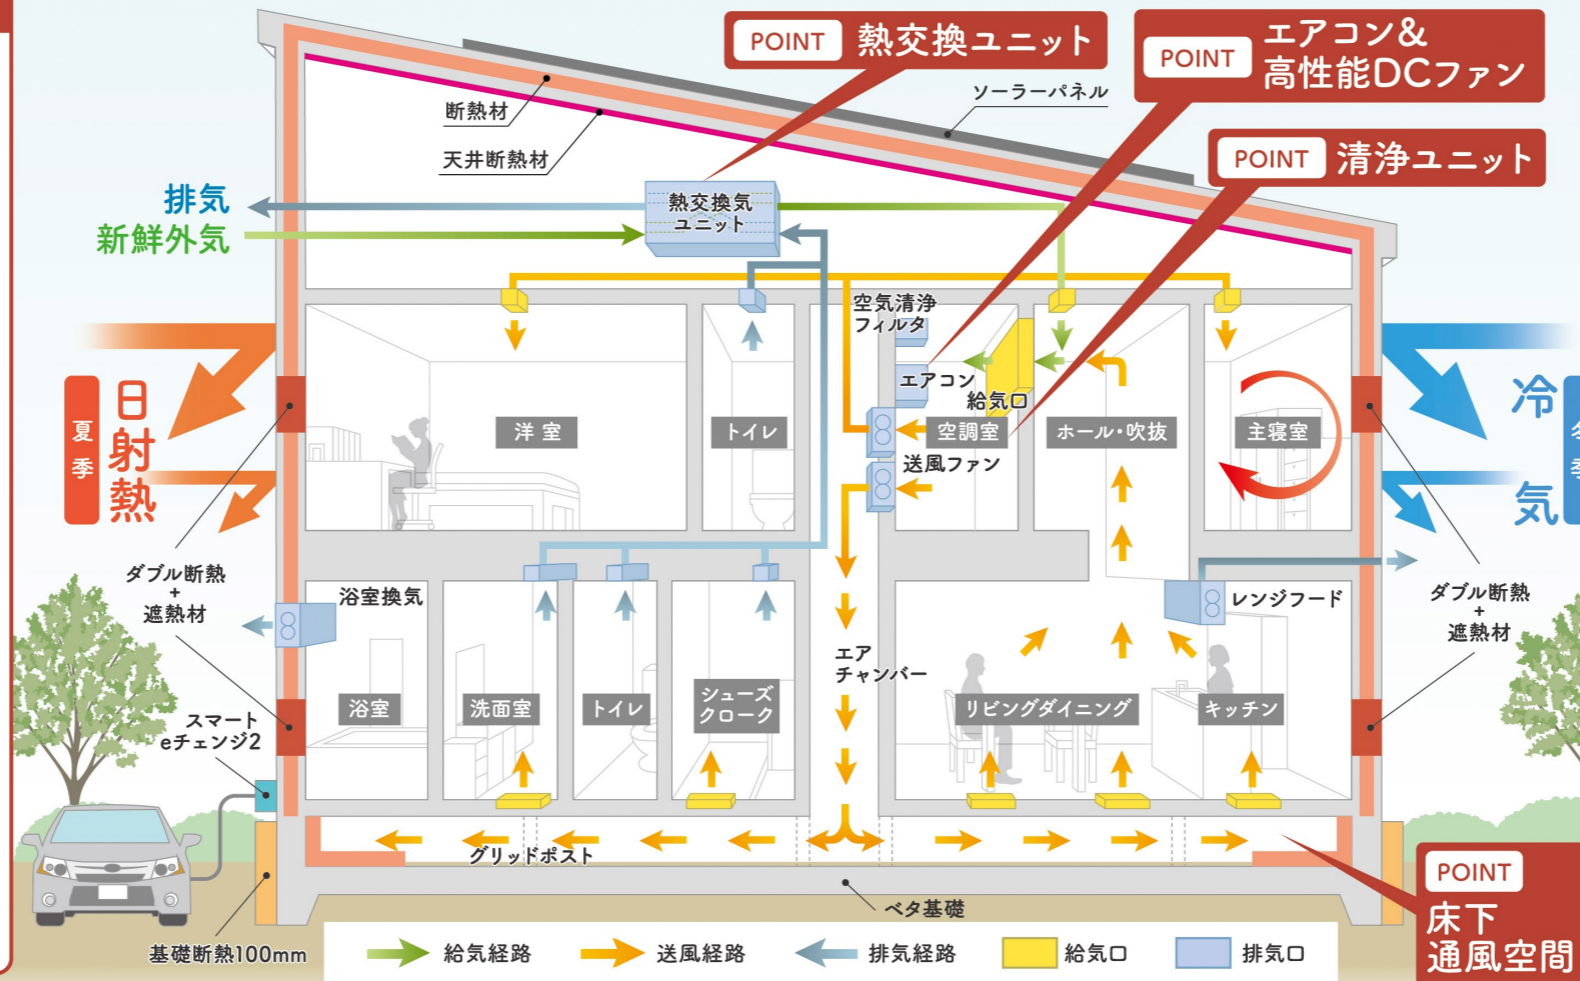 POINT 熱交換ユニット
POINT エアコン&
高性能DCファン
POINT 清浄ユニット
ソーラーパネル
断熱材
天井断熱材
排気
新鮮外気
熱交換気
ユニット
空気清浄
フィルタ
エアコン
給気口
洋室
トイレ
空調室
ホール・吹抜
主寝室
送風ファン
夏季
日射熱
冷気
ダブル断熱
+
遮熱材
浴室換気
レンジフード
ダブル断熱
+
遮熱材
エア
チャンバー
浴室
洗面室
トイレ
シューズ
クローク
リビングダイニング
キッチン
スマート
eチェンジ2
グリッドポスト
ベタ基礎
基礎断熱100mm
POINT
床下
通風空間
給気経路
送風経路
排気経路
給気口
排気口